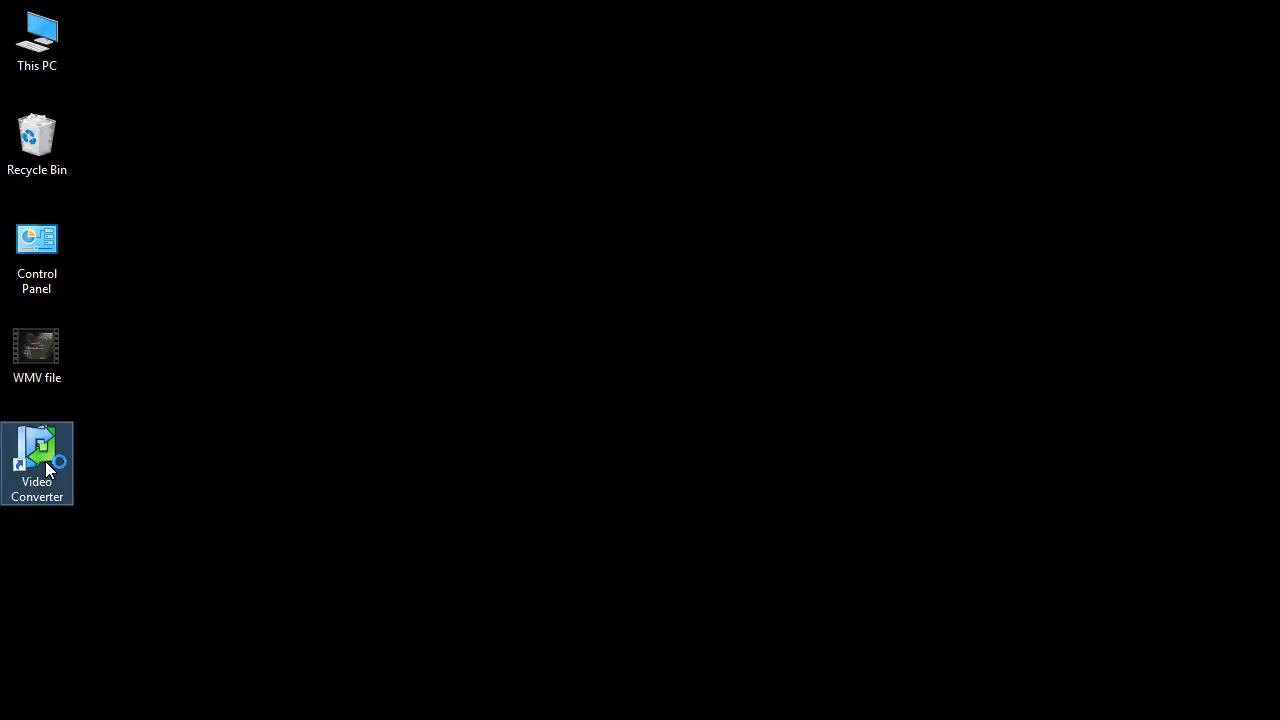 This PC
Recycle Bin
Control
Panel
WMV file
Video
Converter